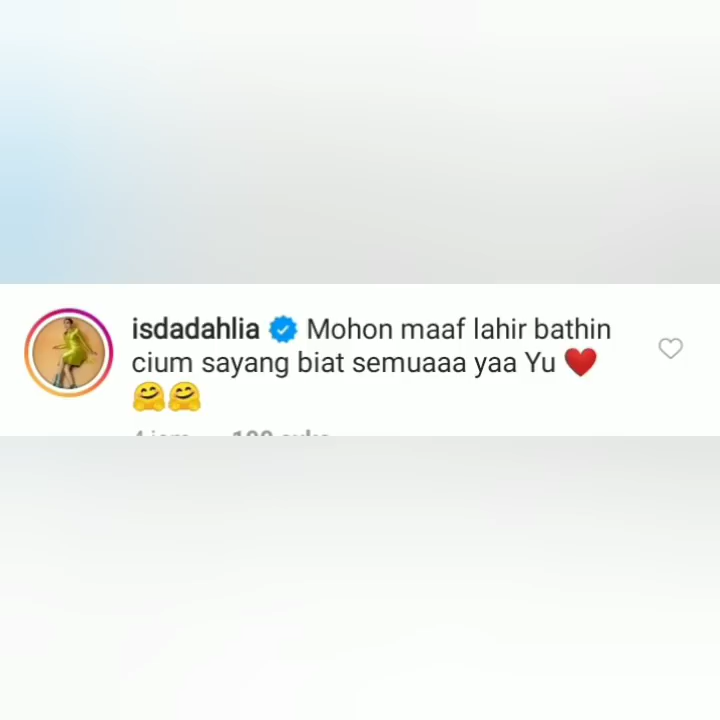 isdadahlia Mohon maaf lahir bathin
cium sayang biat semuaaa yaa Yu ❤️
🤗🤗